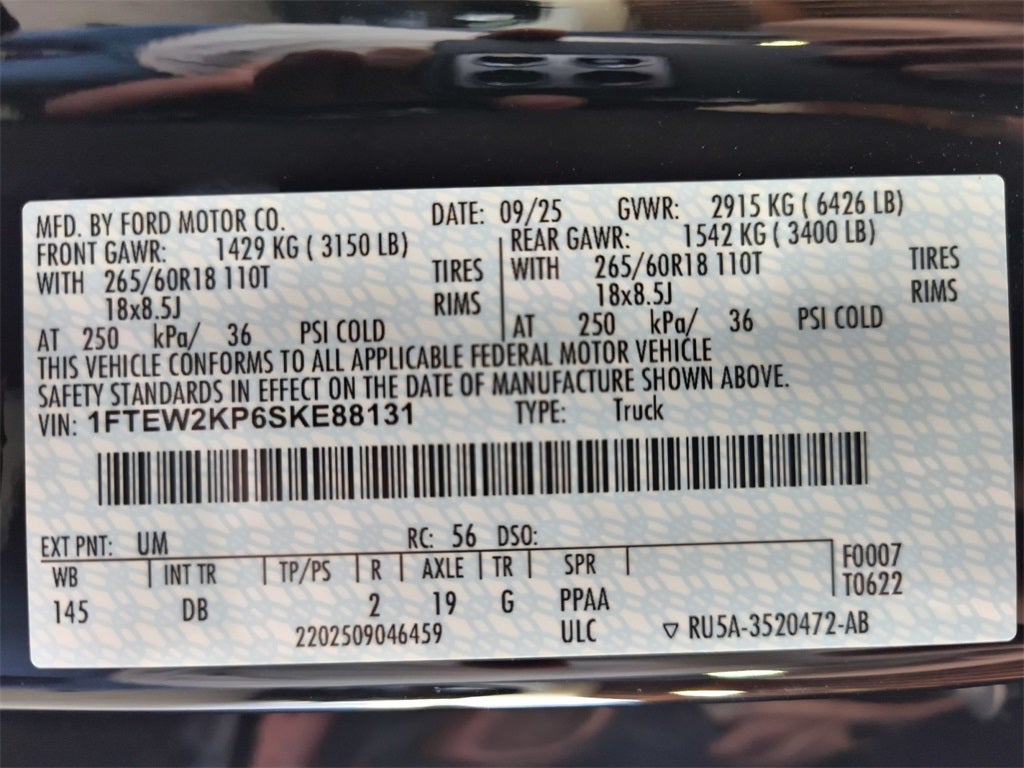 MFD. BY FORD MOTOR CO. DATE: 09/25 GVWR: 2915 KG ( 6426 LB)
FRONT GAWR: 1429 KG ( 3150 LB) REAR GAWR: 1542 KG ( 3400 LB)
WITH 265/60R18 110T TIRES WITH 265/60R18 110T TIRES
18x8.5J RIMS 18x8.5J RIMS
AT 250 kPa/ 36 PSI COLD AT 250 kPa/ 36 PSI COLD
THIS VEHICLE CONFORMS TO ALL APPLICABLE FEDERAL MOTOR VEHICLE
SAFETY STANDARDS IN EFFECT ON THE DATE OF MANUFACTURE SHOWN ABOVE.
VIN: 1FTEW2KP6SKE88131 TYPE: Truck
EXT PNT: UM RC: 56 DSO:
WB INT TR TP/PS R AXLE TR SPR F0007
145 DB 2 19 G PPAA T0622
2202509046459 ULC ▽ RU5A-3520472-AB